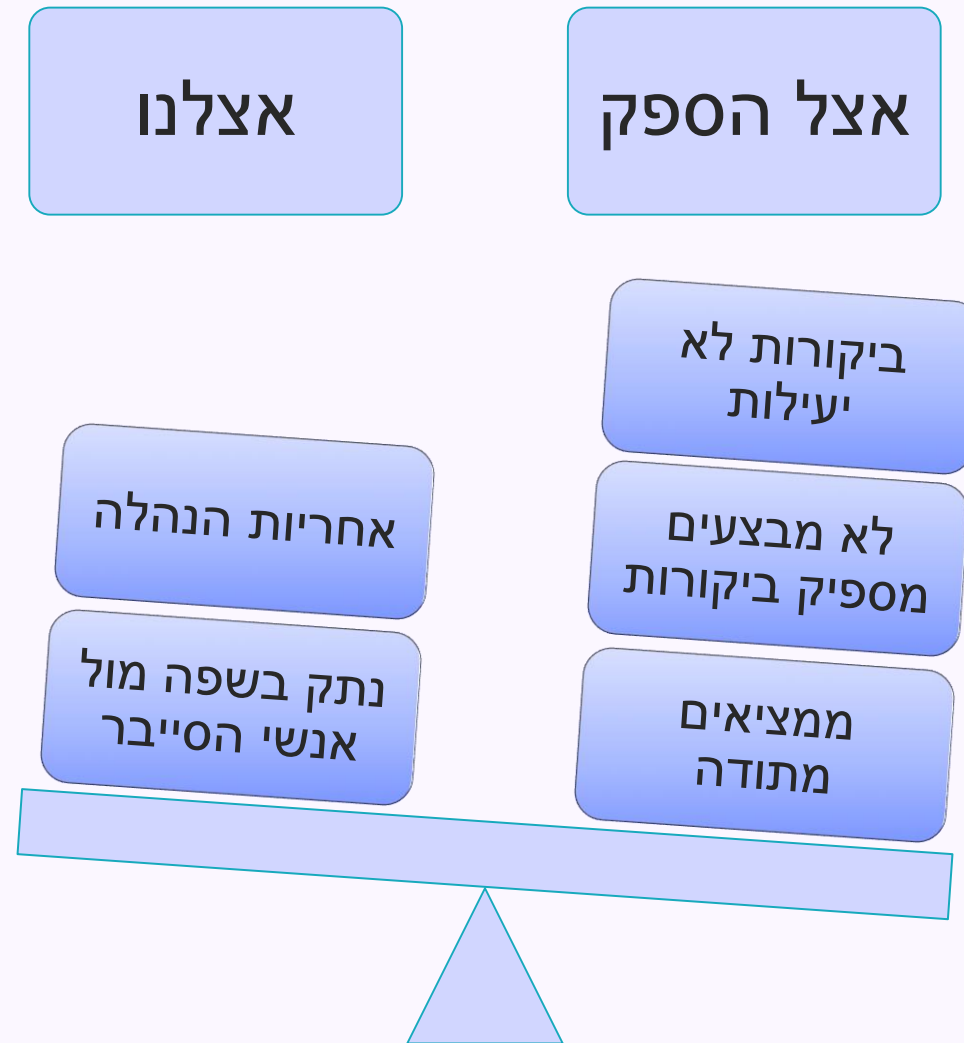 אצל הספק
אצלנו
ביקורות לא
יעילות
לא מבצעים
מספיק ביקורות
ממציאים
מתודה
אחריות הנהלה
נתק בשפה מול
אנשי הסייבר